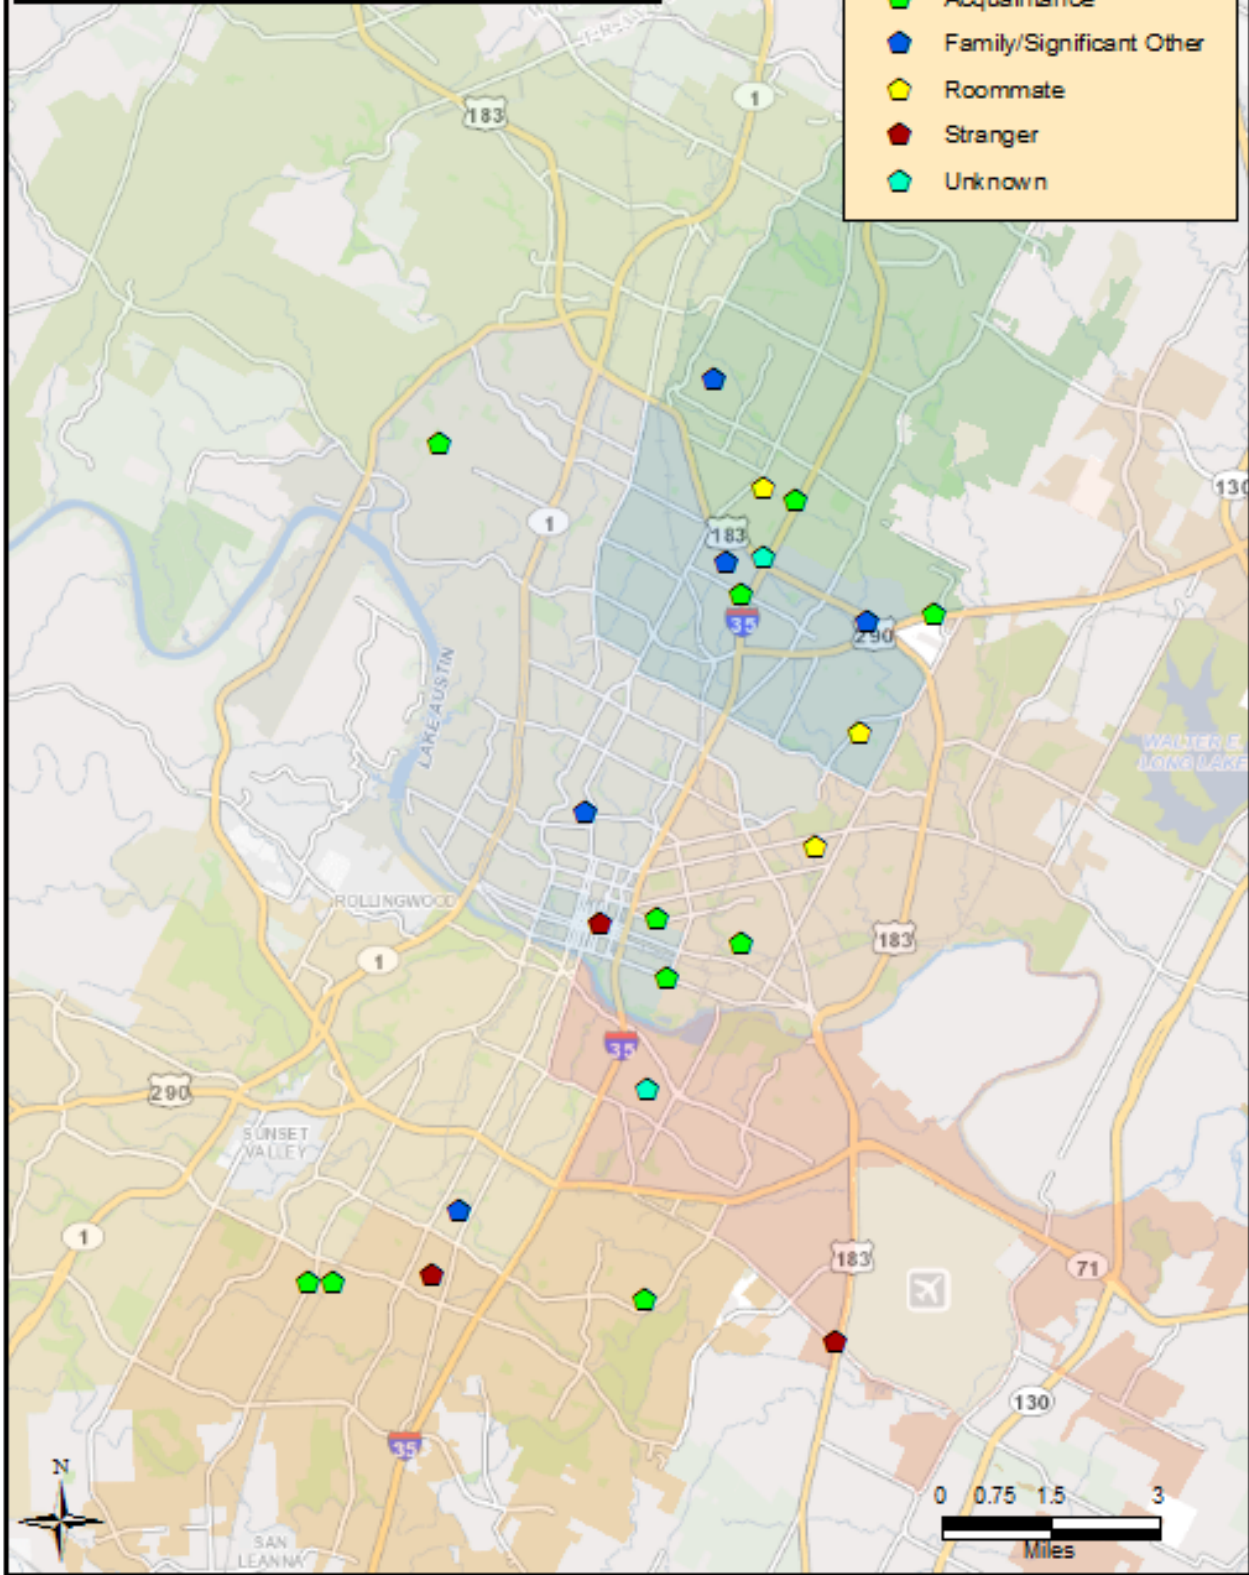 Acquaintance
Family/Significant Other
Roommate
Stranger
Unknown
1
183
130
1
183
35
290
LAKE AUSTIN
WALTER E.
LONG LAKE
ROLLINGWOOD
1
183
35
290
SUNSET
VALLEY
1
183
71
130
35
N
0 0.75 1.5 3
Miles
SAN
LEANNA